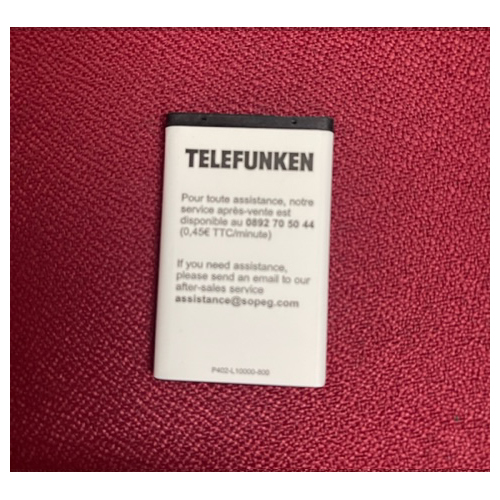 TELEFUNKEN
Pour toute assistance, notre
service après-vente est
disponible au 0892 70 50 44
(0,45€ TTC/minute)
If you need assistance,
please send an email to our
after-sales service
assistance@sopeg.com
P402-L10000-800